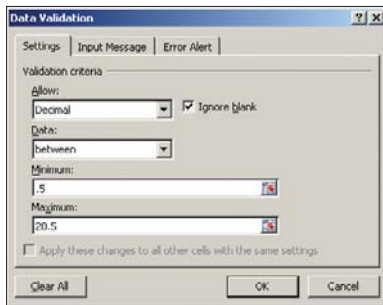 Data Validation
Settings Input Message Error Alert
Validation criteria
Allow:
Decimal Ignore blank
Data:
between
Minimum:
.5
Maximum:
20.5
Apply these changes to all other cells with the same settings
Clear All OK Cancel